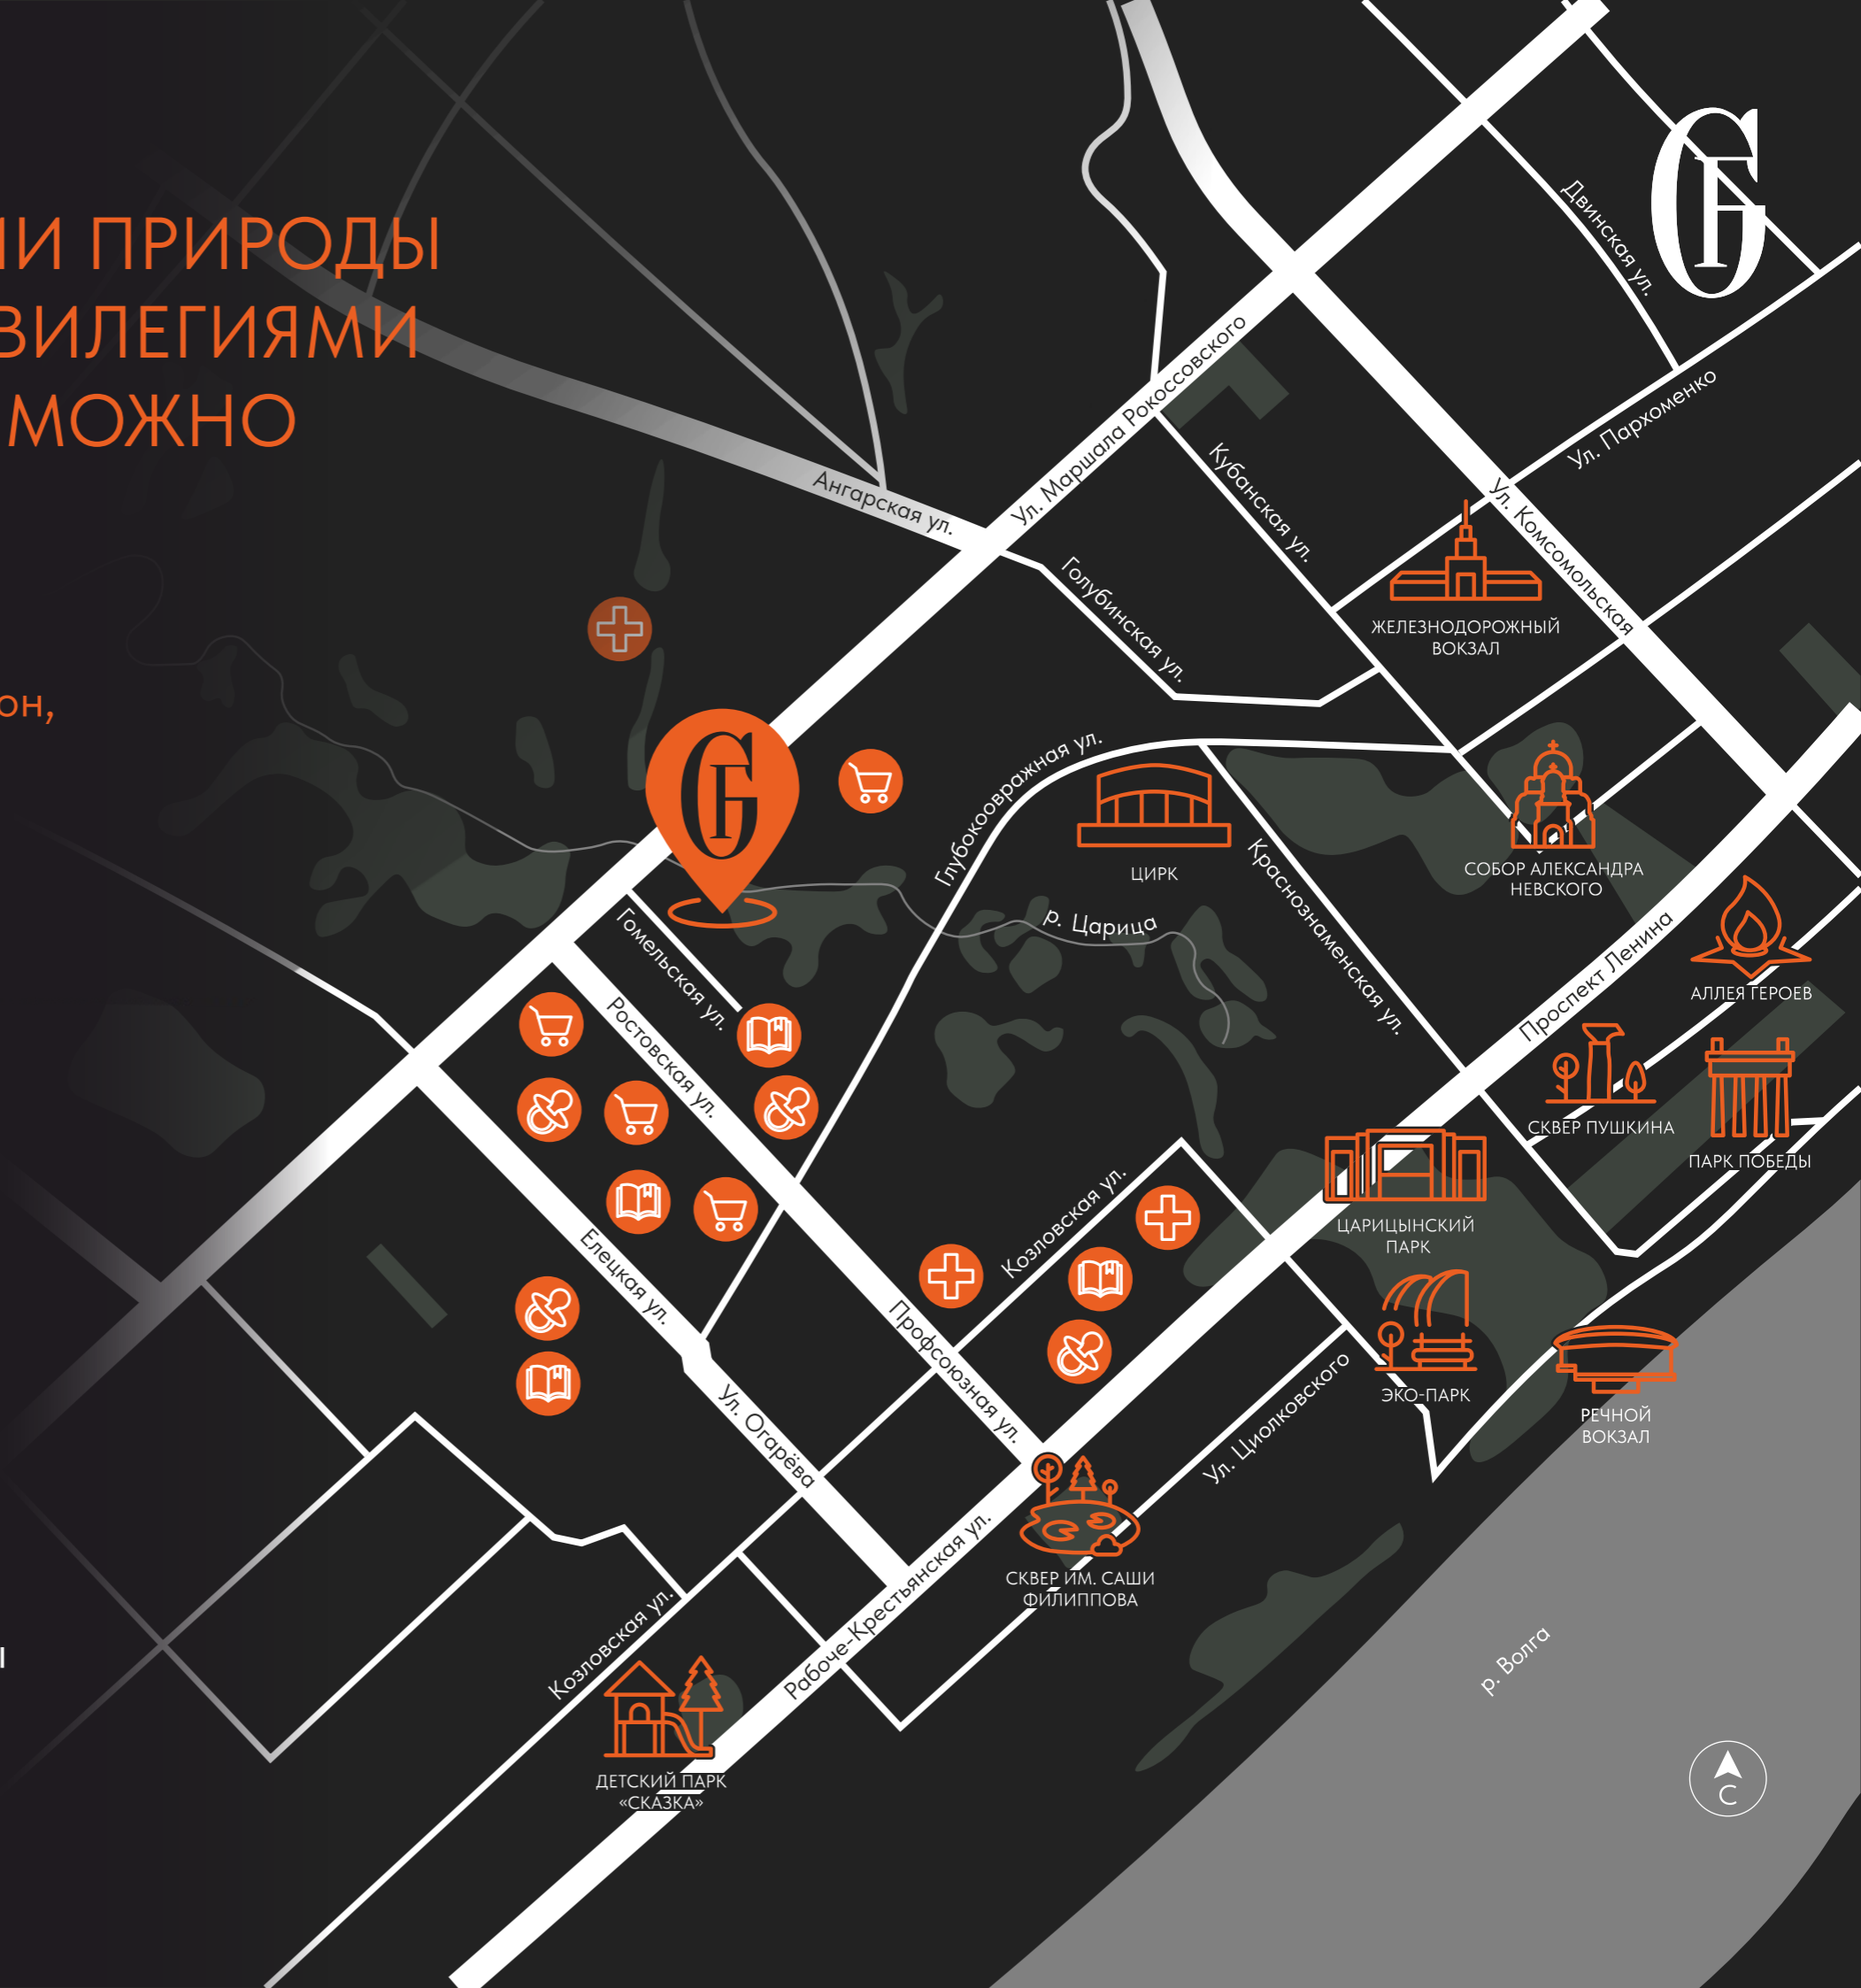 ПРИРОДЫ
МОЖНО
Двинская ул.
Ул. Пархоменко
Ул. Маршала Рокоссовского
Ангарская ул.
Кубанская ул.
Ул. Комсомольская
Голубинская ул.
ЖЕЛЕЗНОДОРОЖНЫЙ
ВОКЗАЛ
GF
Глубокоовражная ул.
ЦИРК
Краснознаменская ул.
СОБОР АЛЕКСАНДРА
НЕВСКОГО
р. Царица
Гомельская ул.
Проспект Ленина
АЛЛЕЯ ГЕРОЕВ
Ростовская ул.
СКВЕР ПУШКИНА
ПАРК ПОБЕДЫ
Козловская ул.
ЦАРИЦЫНСКИЙ
ПАРК
Елецкая ул.
Профсоюзная ул.
Ул. Циолковского
ЭКО-ПАРК
РЕЧНОЙ
ВОКЗАЛ
Ул. Огарёва
СКВЕР ИМ. САШИ
ФИЛИППОВА
Рабоче-Крестьянская ул.
Козловская ул.
р. Волга
ДЕТСКИЙ ПАРК
«СКАЗКА»
С